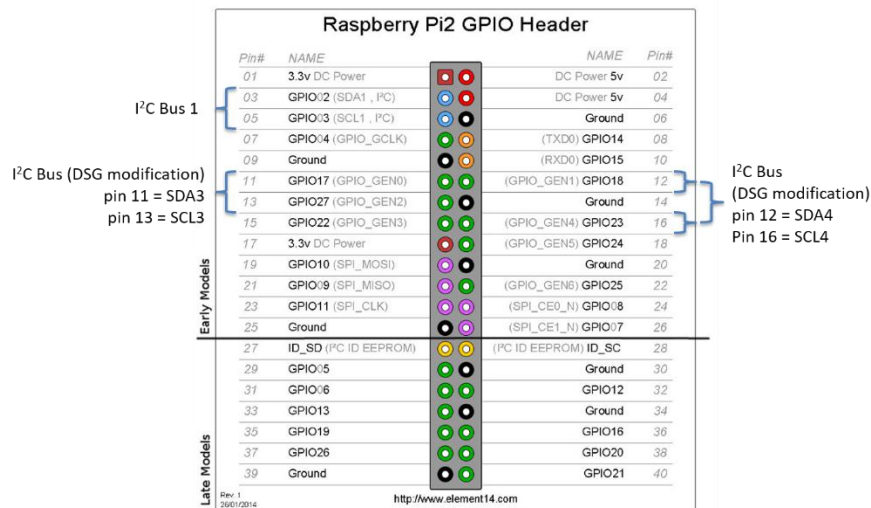 Raspberry Pi2 GPIO Header
Pin# NAME NAME Pin#
01 3.3v DC Power DC Power 5v 02
03 GPIO02 (SDA1 , I²C) DC Power 5v 04
05 GPIO03 (SCL1 , I²C) Ground 06
07 GPIO04 (GPIO_GCLK) (TXD0) GPIO14 08
09 Ground (RXD0) GPIO15 10
11 GPIO17 (GPIO_GEN0) (GPIO_GEN1) GPIO18 12
13 GPIO27 (GPIO_GEN2) Ground 14
15 GPIO22 (GPIO_GEN3) (GPIO_GEN4) GPIO23 16
17 3.3v DC Power (GPIO_GEN5) GPIO24 18
19 GPIO10 (SPI_MOSI) Ground 20
21 GPIO09 (SPI_MISO) (GPIO_GEN6) GPIO25 22
23 GPIO11 (SPI_CLK) (SPI_CE0_N) GPIO08 24
25 Ground (SPI_CE1_N) GPIO07 26
27 ID_SD (I²C ID EEPROM) (I²C ID EEPROM) ID_SC 28
29 GPIO05 Ground 30
31 GPIO06 GPIO12 32
33 GPIO13 Ground 34
35 GPIO19 GPIO16 36
37 GPIO26 GPIO20 38
39 Ground GPIO21 40
Early Models
Late Models
Rev. 1
26/01/2014
http://www.element14.com
I²C Bus 1
I²C Bus (DSG modification)
pin 11 = SDA3
pin 13 = SCL3
I²C Bus
(DSG modification)
pin 12 = SDA4
Pin 16 = SCL4